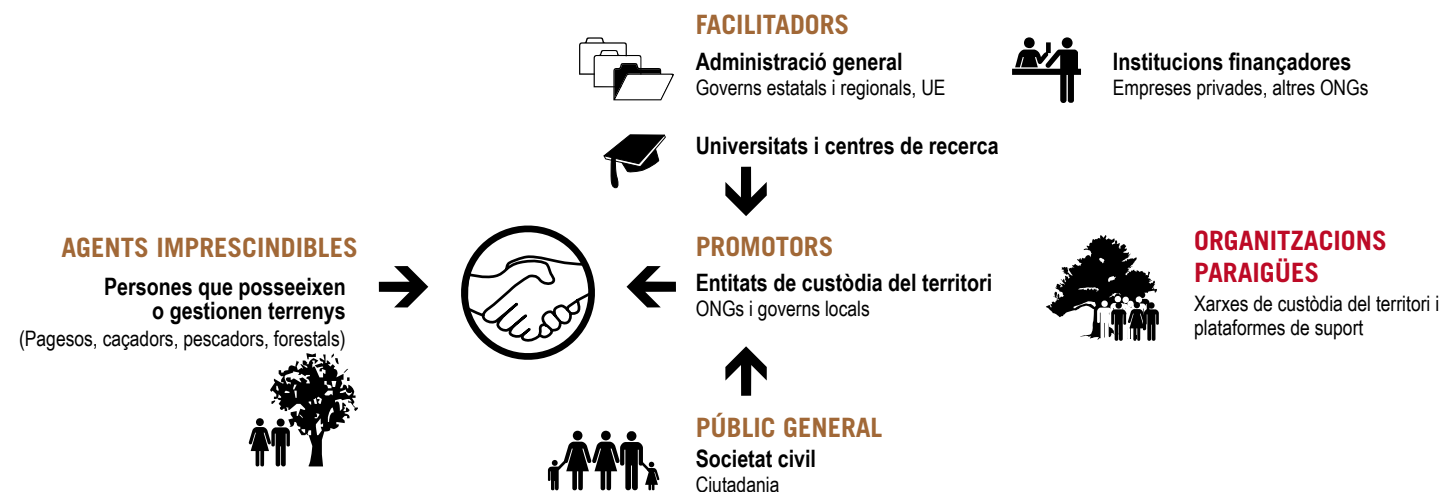 FACILITADORS
Administració general
Governs estatals i regionals, UE
Institucions finançadores
Empreses privades, altres ONGs
Universitats i centres de recerca
AGENTS IMPRESCINDIBLES
Persones que posseeixen
o gestionen terrenys
(Pagesos, caçadors, pescadors, forestals)
PROMOTORS
Entitats de custòdia del territori
ONGs i governs locals
ORGANITZACIONS
PARAIGÜES
Xarxes de custòdia del territori i
plataformes de suport
PÚBLIC GENERAL
Societat civil
Ciutadania